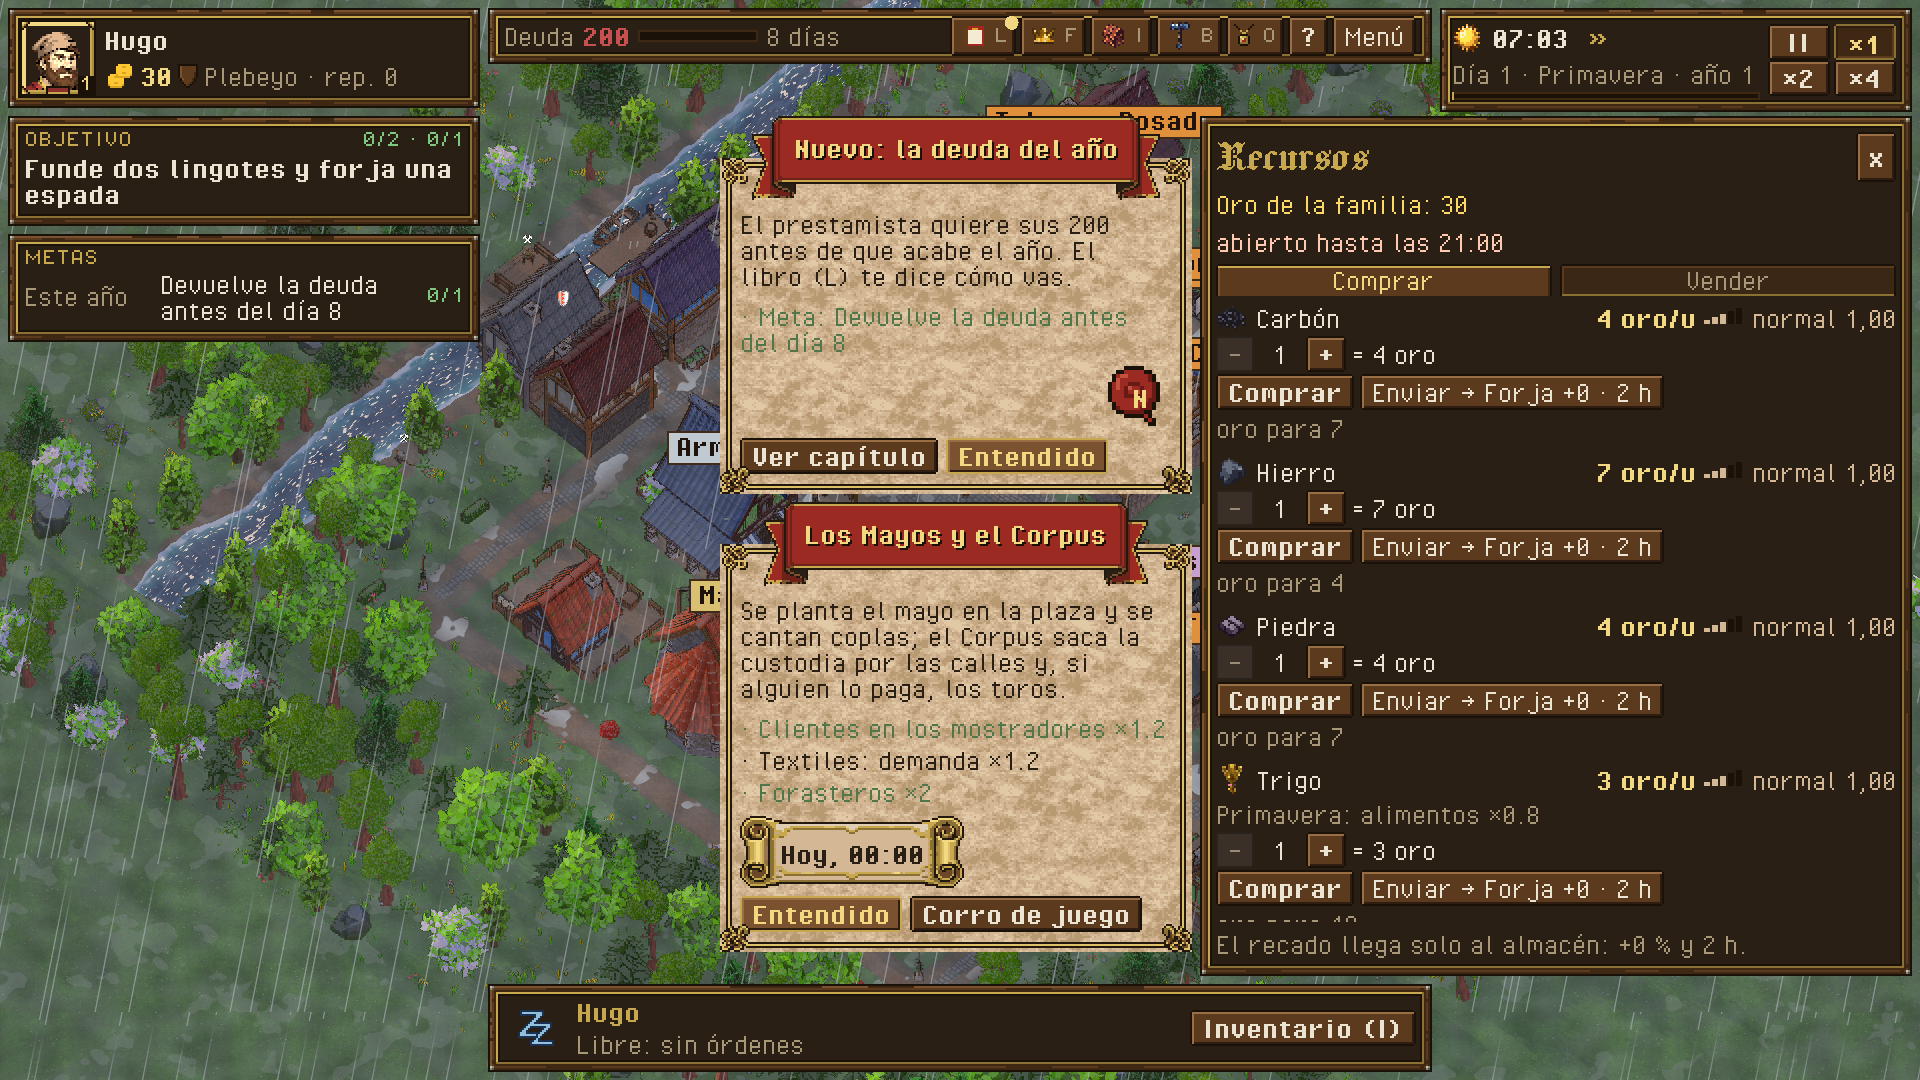 Hugo
1
30 Plebeyo · rep. 0
Deuda 200 8 días
L
F
I
B
O
?
Menú
07:03 »
Día 1 · Primavera · año 1
II
×1
×2
×4
OBJETIVO 0/2 · 0/1
Funde dos lingotes y forja una
espada
METAS
Este año
Devuelve la deuda
antes del día 8
0/1
Nuevo: la deuda del año
El prestamista quiere sus 200
antes de que acabe el año. El
libro (L) te dice cómo vas.
· Meta: Devuelve la deuda antes
del día 8
N
Ver capítulo
Entendido
Los Mayos y el Corpus
Se planta el mayo en la plaza y se
cantan coplas; el Corpus saca la
custodia por las calles y, si
alguien lo paga, los toros.
· Clientes en los mostradores ×1.2
· Textiles: demanda ×1.2
· Forasteros ×2
Hoy, 00:00
Entendido
Corro de juego
Recursos
x
Oro de la familia: 30
abierto hasta las 21:00
Comprar
Vender
Carbón 4 oro/u normal 1,00
- 1 + = 4 oro
Comprar Enviar → Forja +0 · 2 h
oro para 7
Hierro 7 oro/u normal 1,00
- 1 + = 7 oro
Comprar Enviar → Forja +0 · 2 h
oro para 4
Piedra 4 oro/u normal 1,00
- 1 + = 4 oro
Comprar Enviar → Forja +0 · 2 h
oro para 7
Trigo 3 oro/u normal 1,00
Primavera: alimentos ×0.8
- 1 + = 3 oro
Comprar Enviar → Forja +0 · 2 h
El recado llega solo al almacén: +0 % y 2 h.
Hugo
Libre: sin órdenes
Inventario (I)